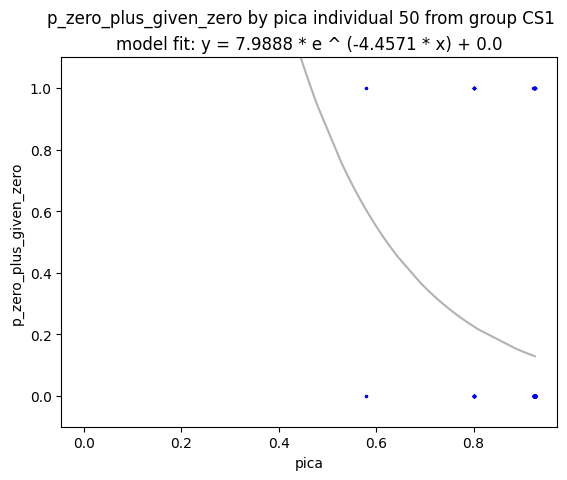 p_zero_plus_given_zero by pica individual 50 from group CS1
model fit: y = 7.9888 * e ^ (-4.4571 * x) + 0.0
1.0
0.8
0.6
0.4
0.2
0.0
p_zero_plus_given_zero
0.0 0.2 0.4 0.6 0.8
pica